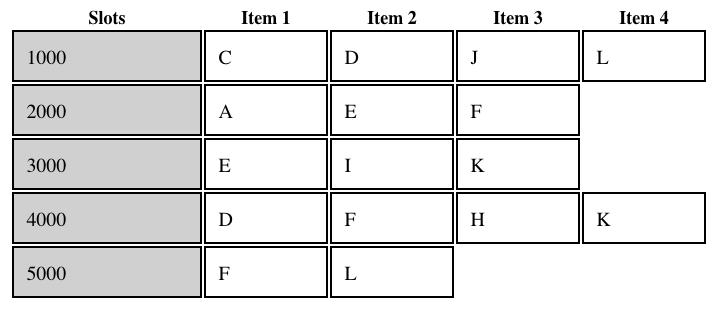 Slots Item 1 Item 2 Item 3 Item 4
1000 C D J L
2000 A E F
3000 E I K
4000 D F H K
5000 F L